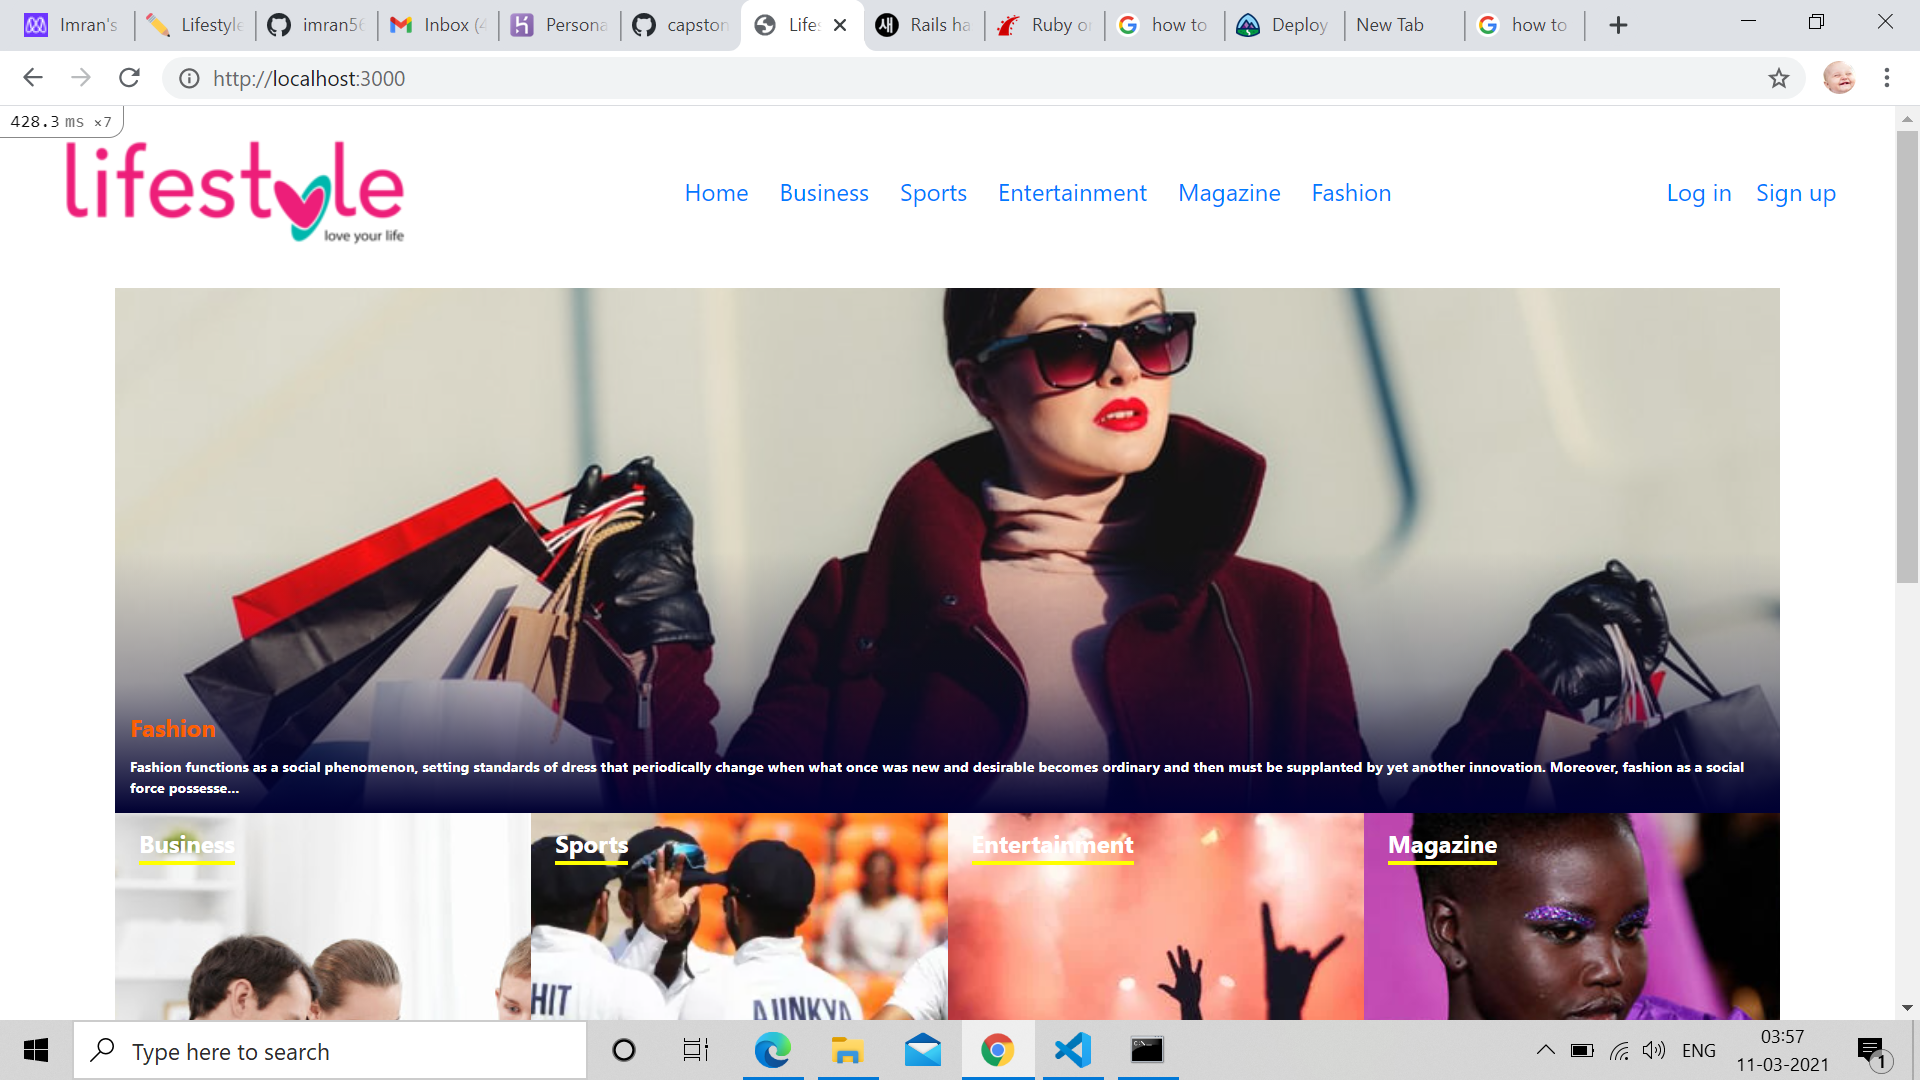 Imran's
Lifestyle
imran56
Inbox (4
Persona
capston
Lifes
Rails ha
Ruby or
how to
Deploy
New Tab
how to
http://localhost:3000
428.3 ms ×7
lifestyle
love your life
Home Business Sports Entertainment Magazine Fashion
Log in Sign up
Fashion
Fashion functions as a social phenomenon, setting standards of dress that periodically change when what once was new and desirable becomes ordinary and then must be supplanted by yet another innovation. Moreover, fashion as a social
force possesse...
Business
Sports
Entertainment
Magazine
HIT
AJINKYA
Type here to search
ENG
03:57
11-03-2021
1